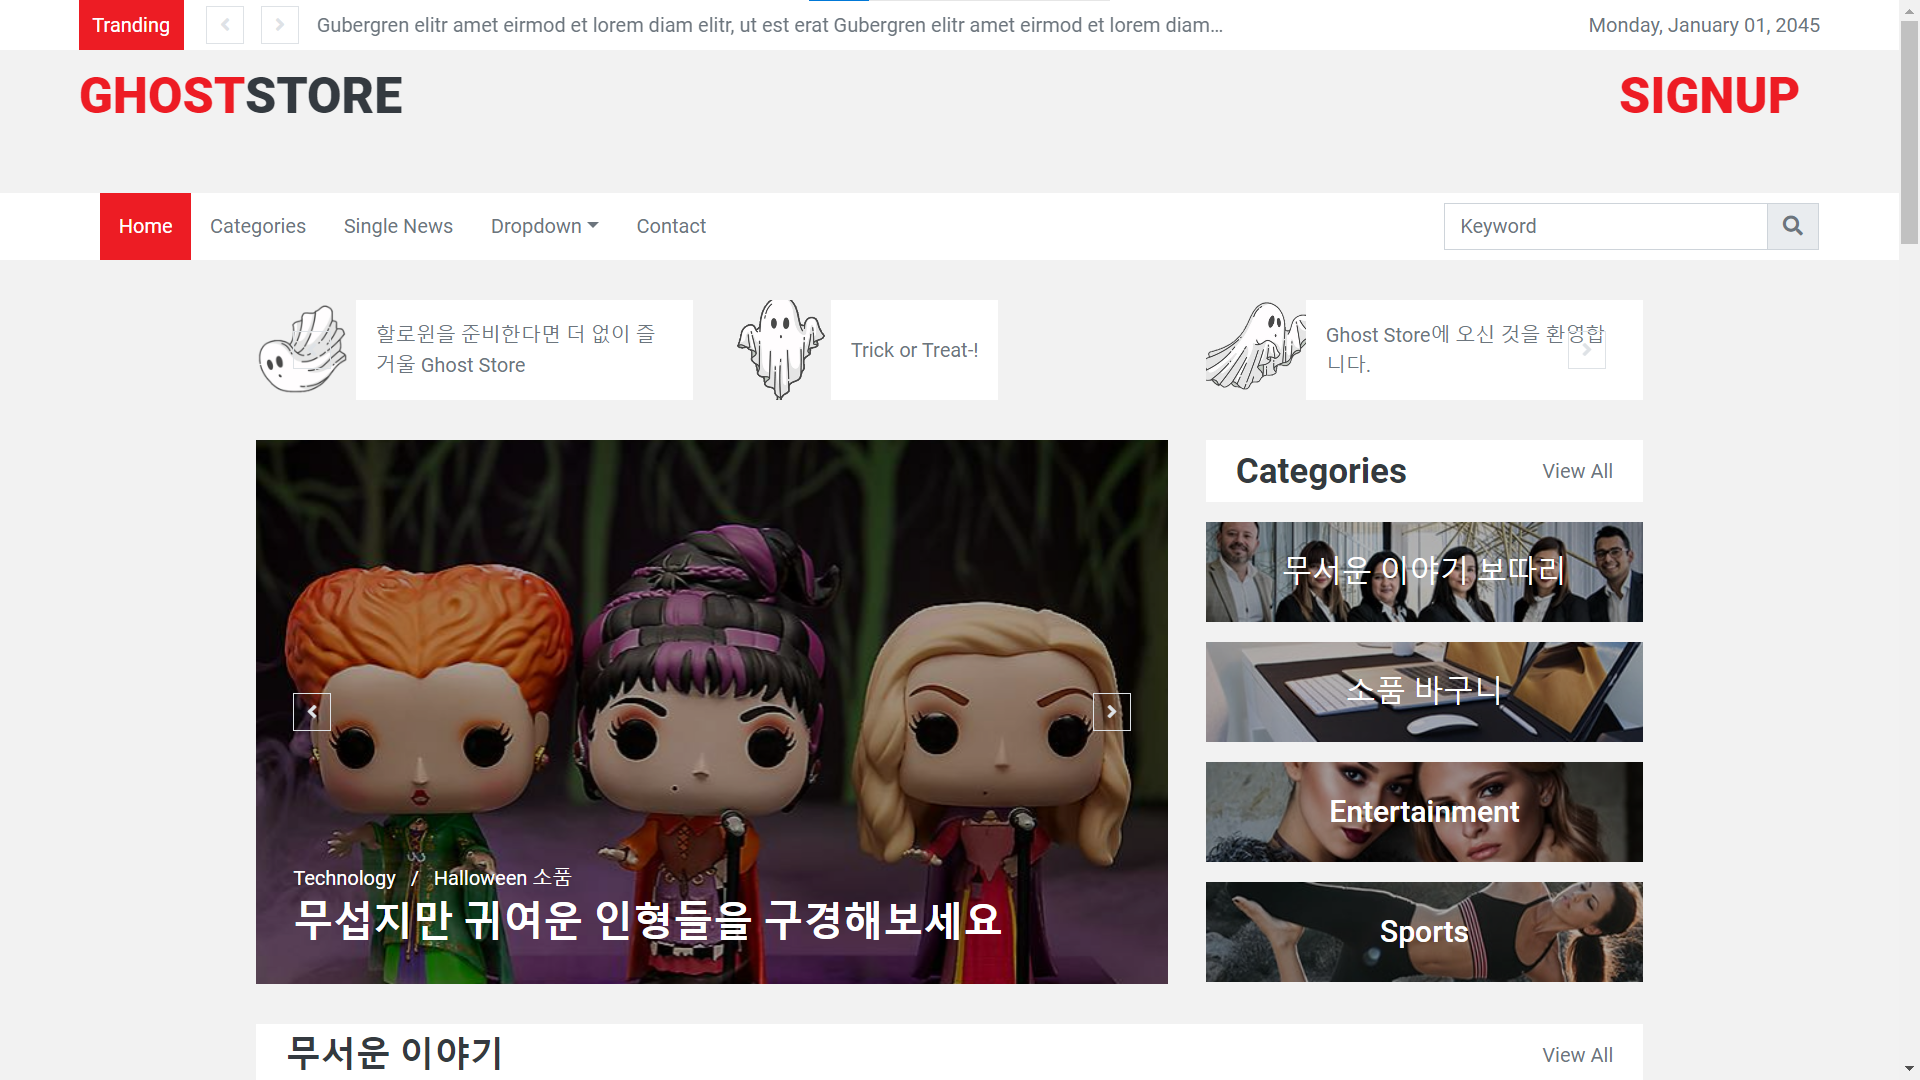 Tranding
Gubergren elitr amet eirmod et lorem diam elitr, ut est erat Gubergren elitr amet eirmod et lorem diam...
Monday, January 01, 2045
GHOSTSTORE
SIGNUP
Home
Categories
Single News
Dropdown
Contact
Keyword
할로윈을 준비한다면 더 없이 즐
거울 Ghost Store
Trick or Treat-!
Ghost Store에 오신 것을 환영합
니다.
Categories
View All
무서운 이야기 보따리
소품 바구니
Entertainment
Sports
Technology / Halloween 소품
무섭지만 귀여운 인형들을 구경해보세요
무서운 이야기
View All